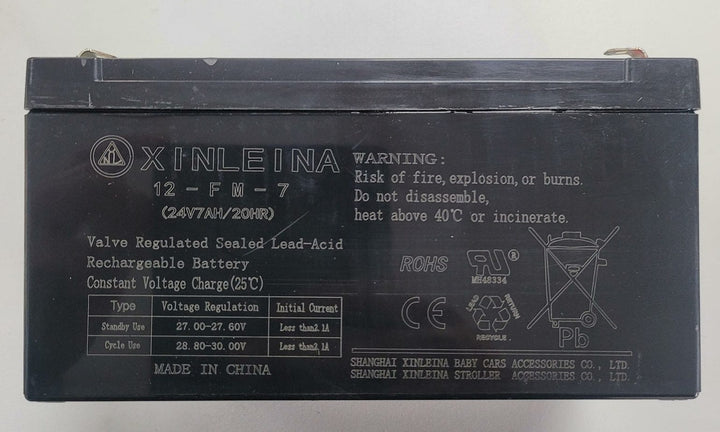 XINLEINA
12-FM-7
(24V7AH/20HR)
Valve Regulated Sealed Lead-Acid
Rechargeable Battery
Constant Voltage Charge(25℃)
Type Voltage Regulation Initial Current
Standby Use 27.00-27.60V Less than2.1A
Cycle Use 28.80-30.00V Less than2.1A
MADE IN CHINA
WARNING:
Risk of fire,explosion,or burns.
Do not disassemble,
heat above 40℃ or incinerate.
ROHS
RU®
MH48334
CE
LEAD RETURN
RECYCLE
Pb
SHANGHAI XINLEINA BABY CARS ACCESSORIES CO., LTD.
SHANGHAI XINLEINA STROLLER ACCESSORIES CO., LTD.